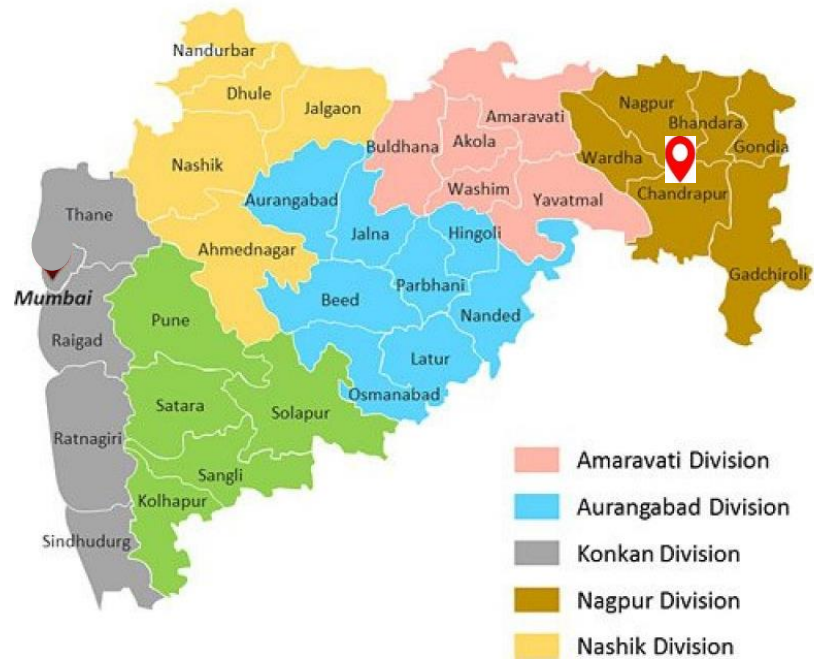 Nandurbar
Dhule
Jalgaon
Nashik
Ahmednagar
Buldhana
Akola
Amaravati
Washim
Yavatmal
Nagpur
Bhandara
Gondia
Wardha
Chandrapur
Gadchiroli
Aurangabad
Jalna
Hingoli
Parbhani
Beed
Nanded
Latur
Osmanabad
Thane
Mumbai
Raigad
Ratnagiri
Sindhudurg
Pune
Satara
Solapur
Sangli
Kolhapur
Amaravati Division
Aurangabad Division
Konkan Division
Nagpur Division
Nashik Division